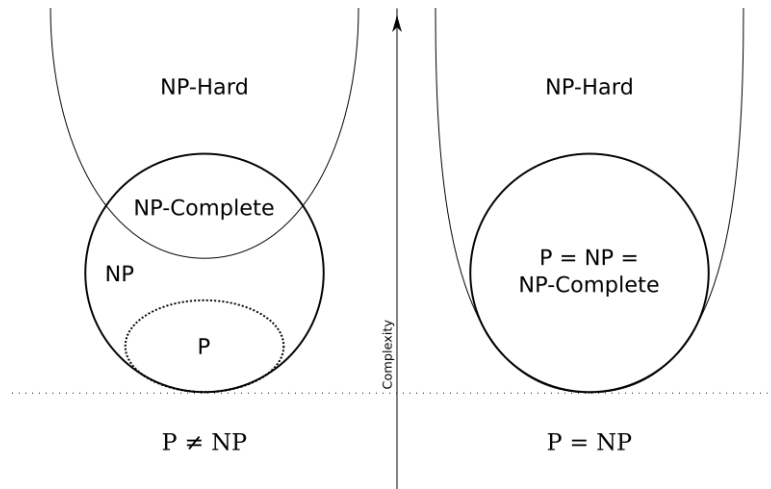 NP-Hard
NP-Complete
NP
P
P ≠ NP
Complexity
NP-Hard
P = NP =
NP-Complete
P = NP